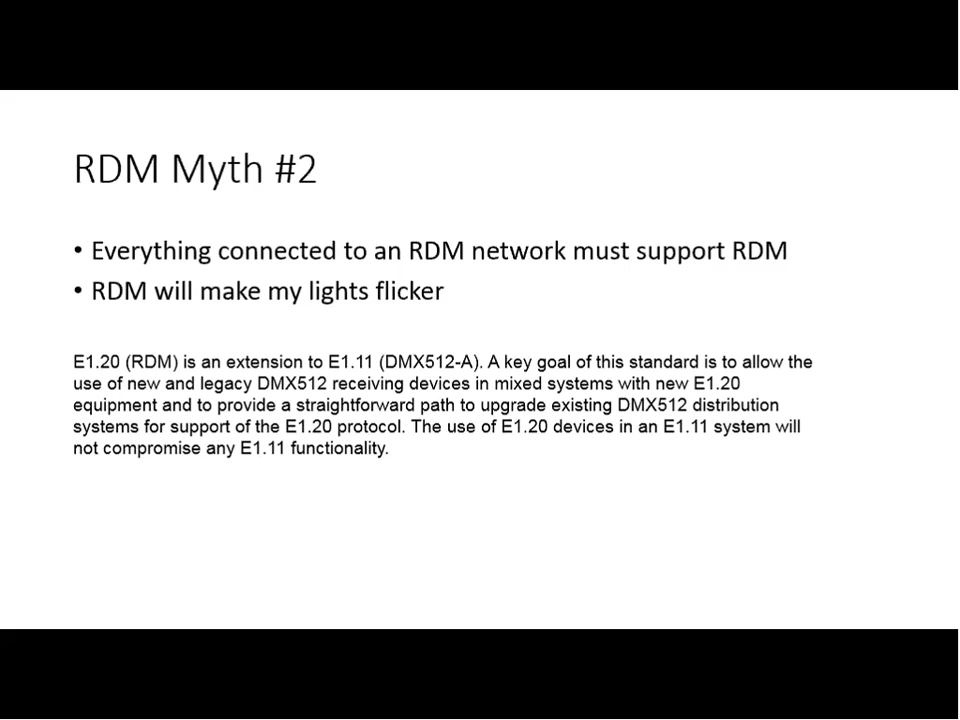 RDM Myth #2
• Everything connected to an RDM network must support RDM
• RDM will make my lights flicker
E1.20 (RDM) is an extension to E1.11 (DMX512-A). A key goal of this standard is to allow the
use of new and legacy DMX512 receiving devices in mixed systems with new E1.20
equipment and to provide a straightforward path to upgrade existing DMX512 distribution
systems for support of the E1.20 protocol. The use of E1.20 devices in an E1.11 system will
not compromise any E1.11 functionality.